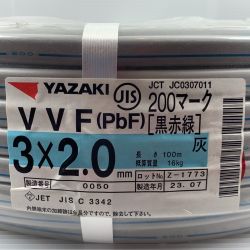 JCT JC0307011
YAZAKI JIS 200マーク
VVF(PbF) [黒赤緑]
3×2.0mm 灰
長さ 100m
概算質量 16kg
製造番号 0050
ロットNo. Z-1773
製造年月 23.07
JET JIS C 3342